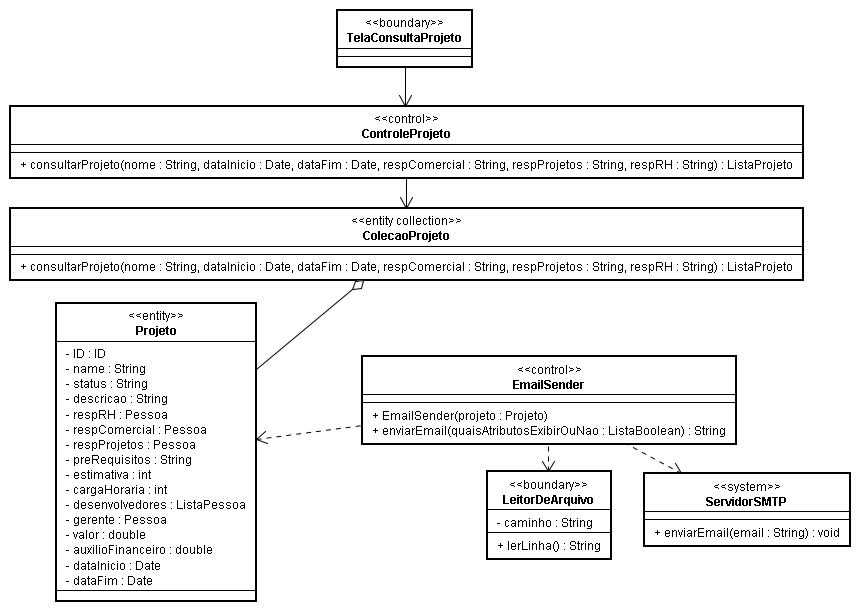 <<boundary>>
TelaConsultaProjeto
<<control>>
ControleProjeto
+ consultarProjeto(nome : String, dataInicio : Date, dataFim : Date, respComercial : String, respProjetos : String, respRH : String) : ListaProjeto
<<entity collection>>
ColecaoProjeto
+ consultarProjeto(nome : String, dataInicio : Date, dataFim : Date, respComercial : String, respProjetos : String, respRH : String) : ListaProjeto
<<entity>>
Projeto
- ID : ID
- name : String
- status : String
- descricao : String
- respRH : Pessoa
- respComercial : Pessoa
- respProjetos : Pessoa
- preRequisitos : String
- estimativa : int
- cargaHoraria : int
- desenvolvedores : ListaPessoa
- gerente : Pessoa
- valor : double
- auxilioFinanceiro : double
- dataInicio : Date
- dataFim : Date
<<control>>
EmailSender
+ EmailSender(projeto : Projeto)
+ enviarEmail(quaisAtributosExibirOuNao : ListaBoolean) : String
<<boundary>>
LeitorDeArquivo
- caminho : String
+ lerLinha() : String
<<system>>
ServidorSMTP
+ enviarEmail(email : String) : void